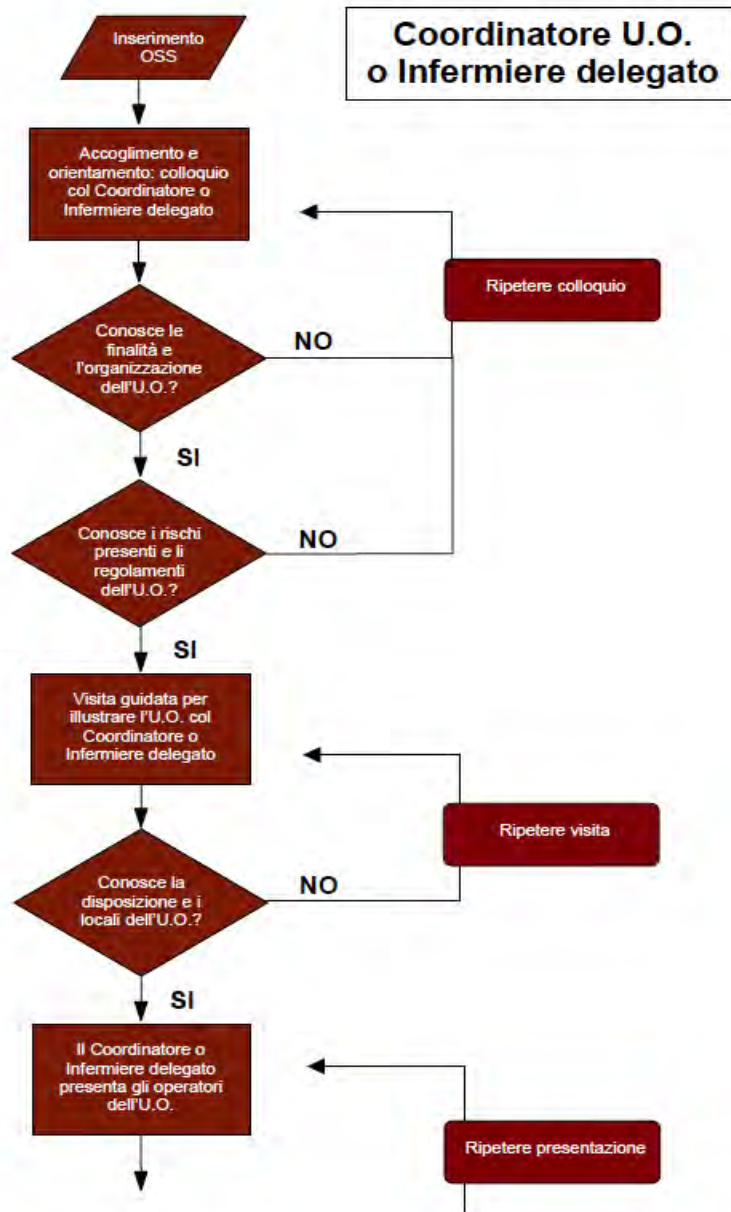 Inserimento
OSS
Coordinatore U.O.
o Infermiere delegato
Accoglimento e
orientamento: colloquio
col Coordinatore o
Infermiere delegato
Ripetere colloquio
Conosce le
finalità e
l'organizzazione
dell'U.O.?
NO
SI
Conosce i rischi
presenti e li
regolamenti
dell'U.O.?
NO
SI
Visita guidata per
illustrare l'U.O. col
Coordinatore o
Infermiere delegato
Ripetere visita
Conosce la
disposizione e i
locali dell'U.O.?
NO
SI
Il Coordinatore o
Infermiere delegato
presenta gli operatori
dell'U.O.
Ripetere presentazione